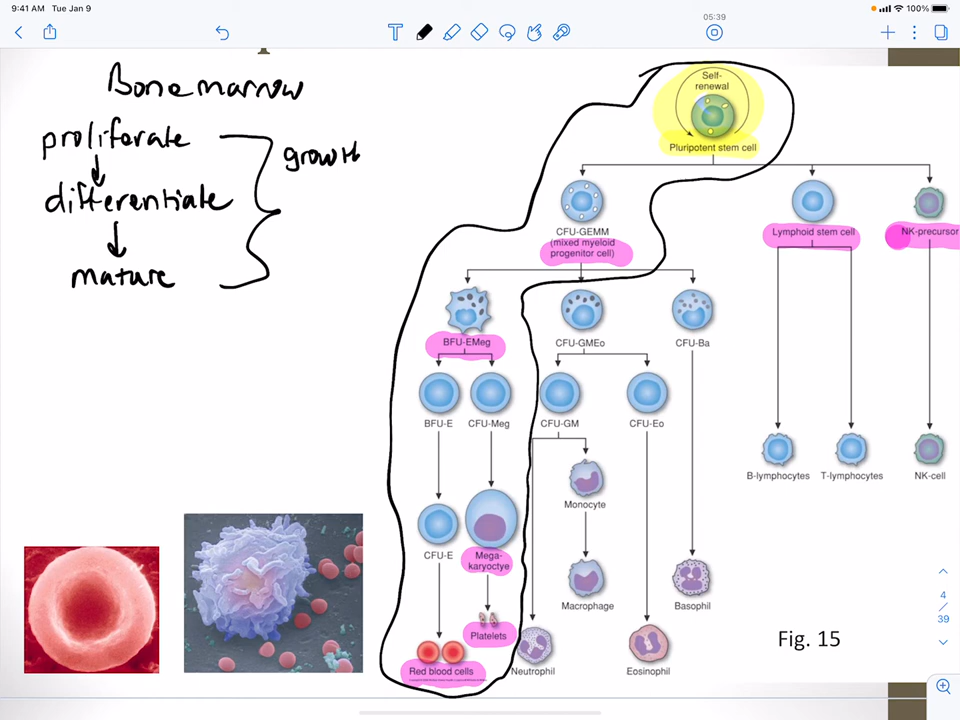 9:41 AM Tue Jan 9
05:39
100%
Bone marrow
proliferate
growth
differentiate
mature
Self-
renewal
Pluripotent stem cell
CFU-GEMM
(mixed myeloid
progenitor cell)
Lymphoid stem cell
NK-precursor
BFU-EMeg
CFU-GMEo
CFU-Ba
BFU-E
CFU-Meg
CFU-GM
CFU-Eo
B-lymphocytes
T-lymphocytes
NK-cell
Monocyte
CFU-E
Mega-
karyoctye
Macrophage
Basophil
Platelets
Red blood cells
Neutrophil
Eosinophil
Fig. 15
4
/
39